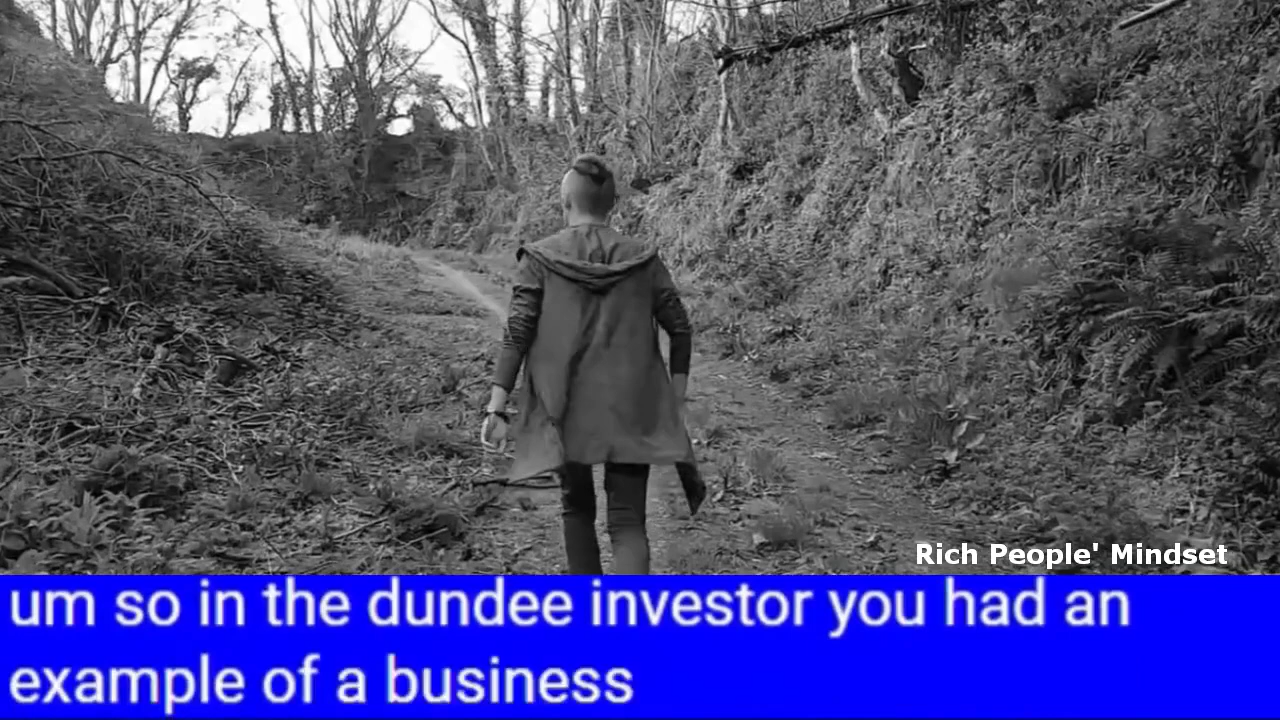 Rich People' Mindset
um so in the dundee investor you had an
example of a business